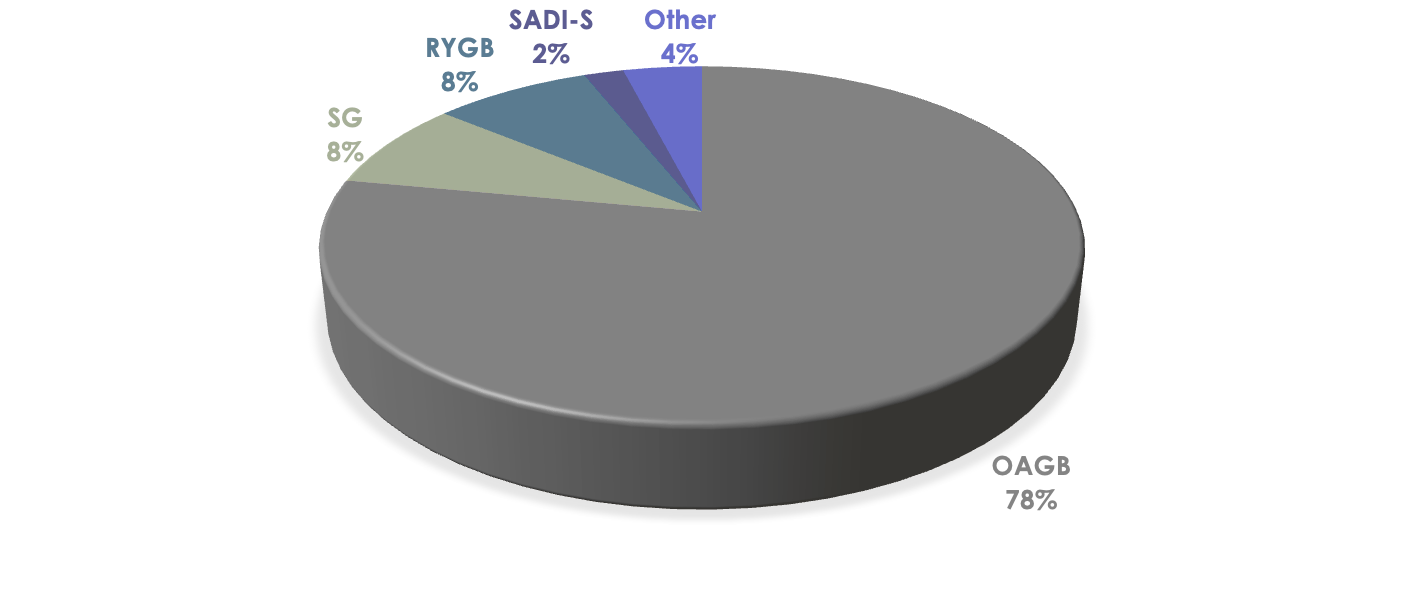 SADI-S
2%
Other
4%
RYGB
8%
SG
8%
OAGB
78%